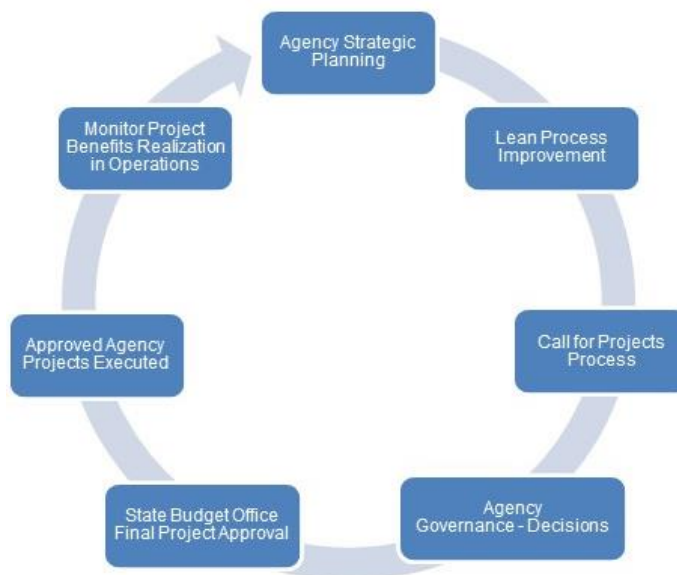 Agency Strategic
Planning
Lean Process
Improvement
Call for Projects
Process
Agency
Governance - Decisions
State Budget Office
Final Project Approval
Approved Agency
Projects Executed
Monitor Project
Benefits Realization
in Operations